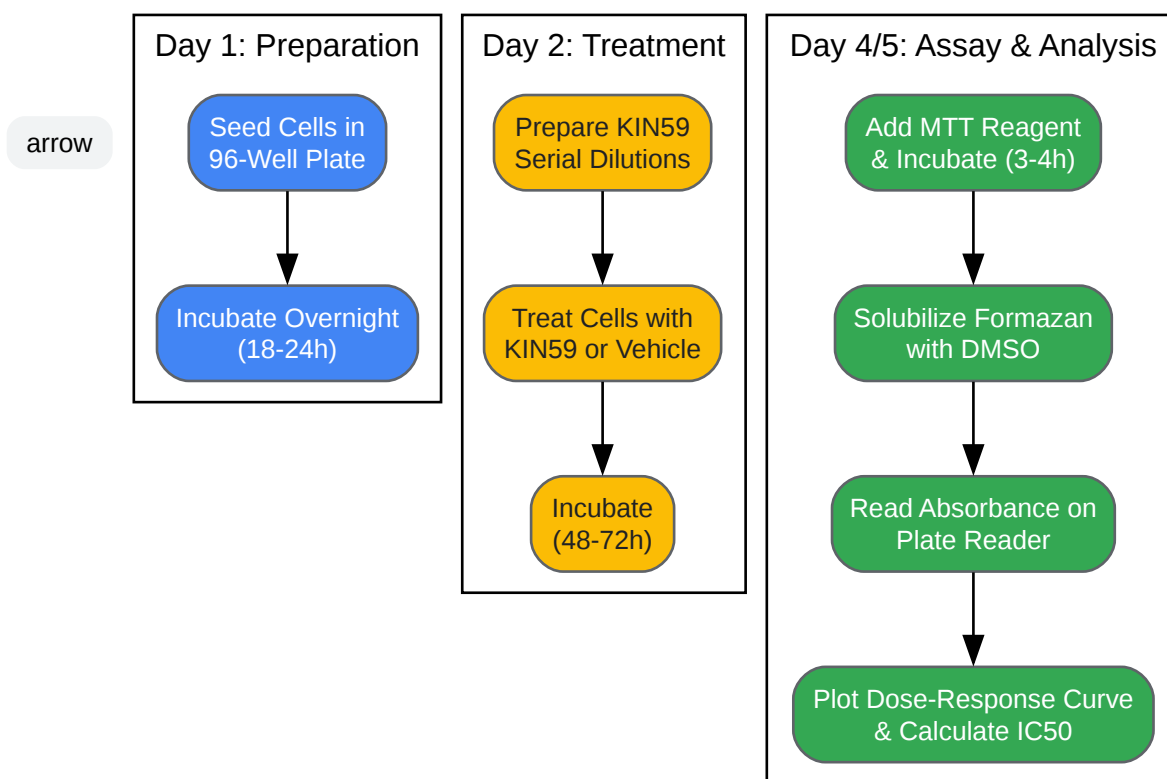 arrow
Day 1: Preparation
Seed Cells in
96-Well Plate
Incubate Overnight
(18-24h)
Day 2: Treatment
Prepare KIN59
Serial Dilutions
Treat Cells with
KIN59 or Vehicle
Incubate
(48-72h)
Day 4/5: Assay & Analysis
Add MTT Reagent
& Incubate (3-4h)
Solubilize Formazan
with DMSO
Read Absorbance on
Plate Reader
Plot Dose-Response Curve
& Calculate IC50